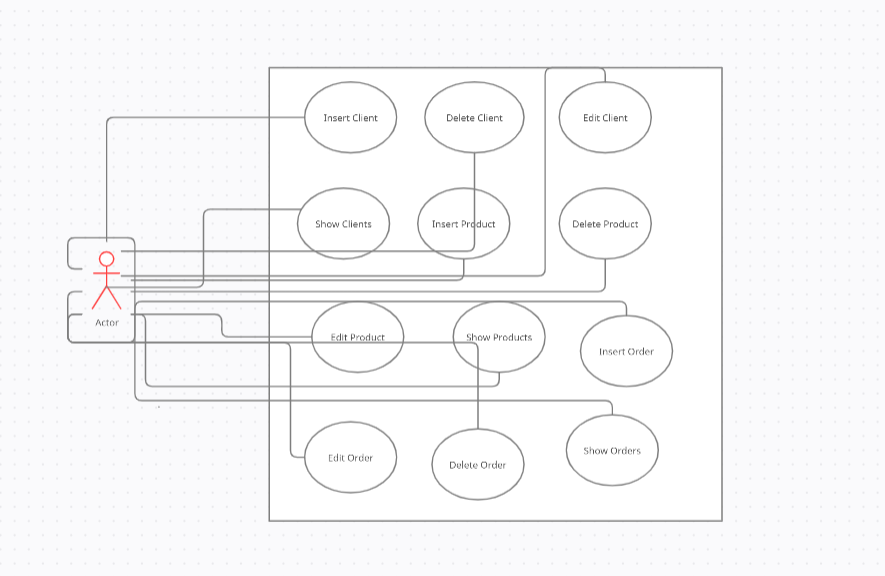 Insert Client
Delete Client
Edit Client
Show Clients
Insert Product
Delete Product
Actor
Edit Product
Show Products
Insert Order
Edit Order
Delete Order
Show Orders